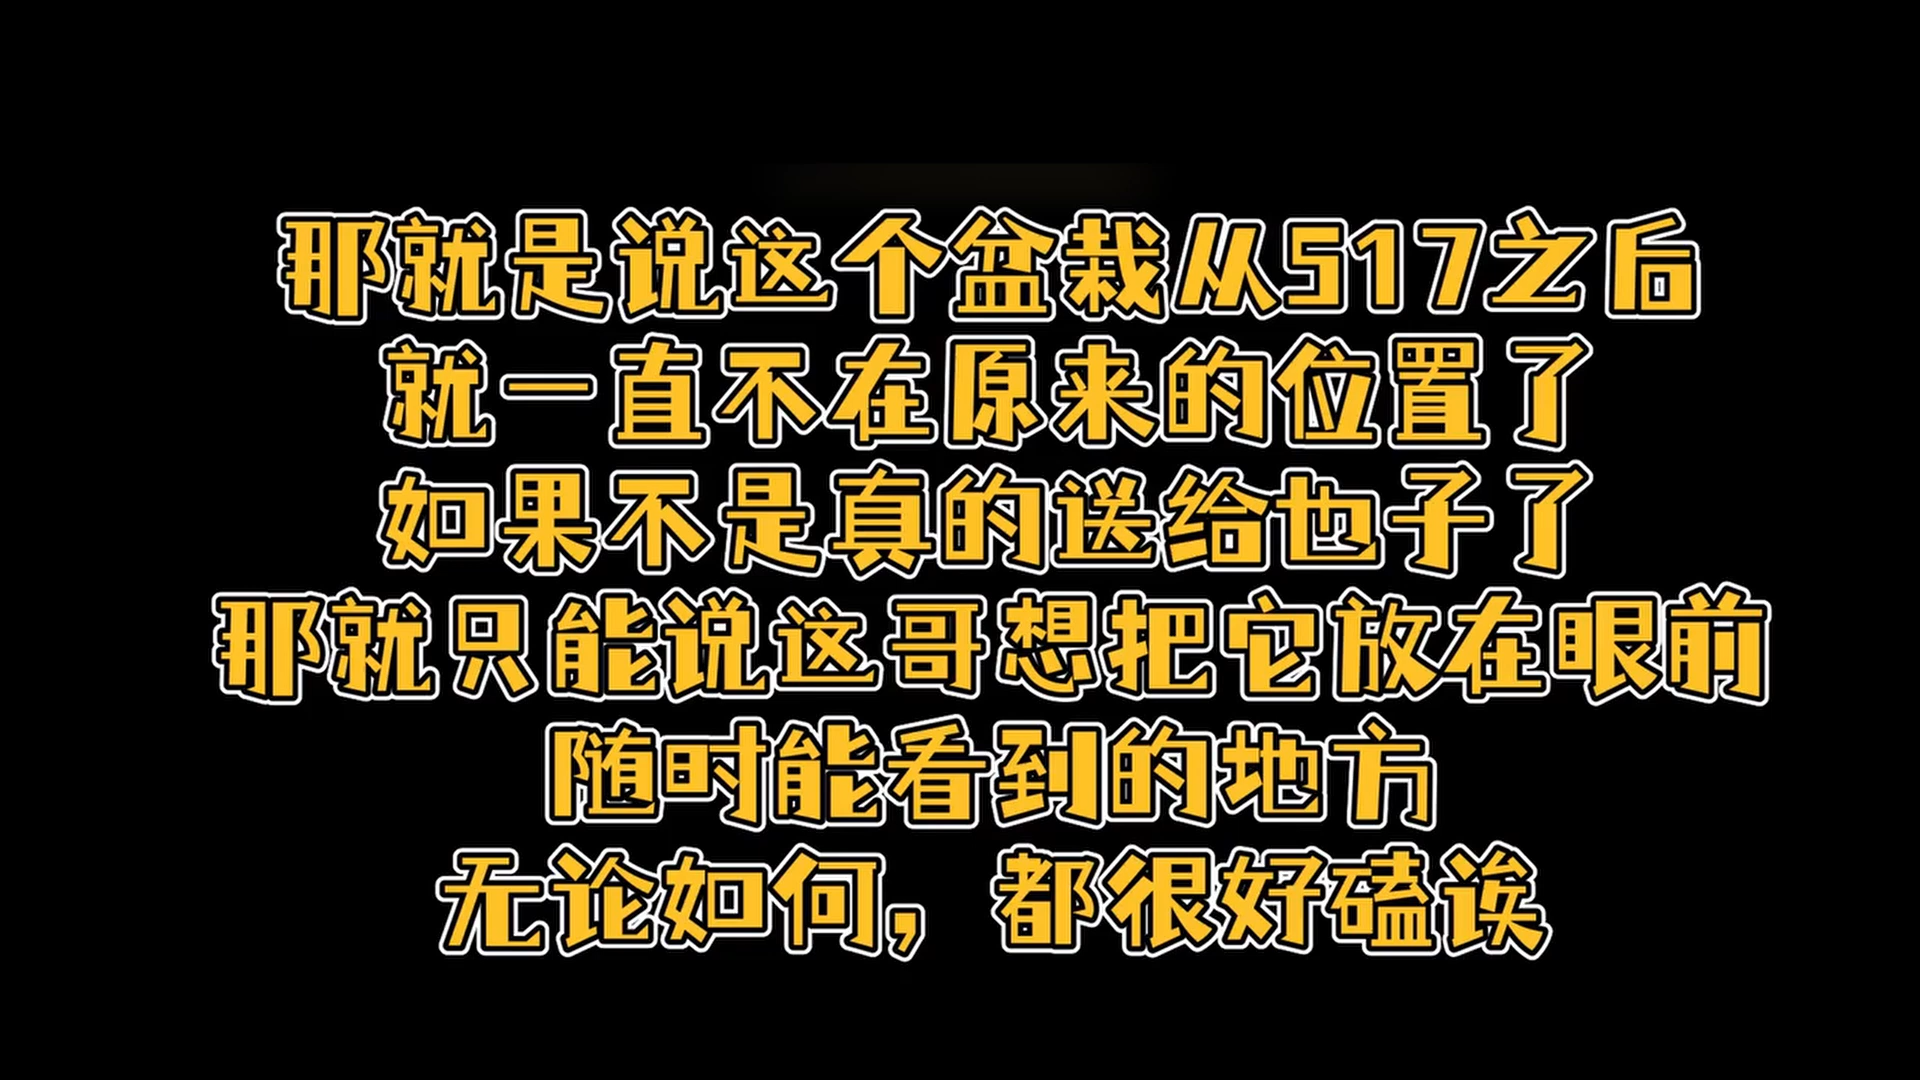 那就是说这个盆栽从517之后
就一直不在原来的位置了
如果不是真的送给也子了
那就只能说这哥想把它放在眼前
随时能看到的地方
无论如何，都很好磕诶